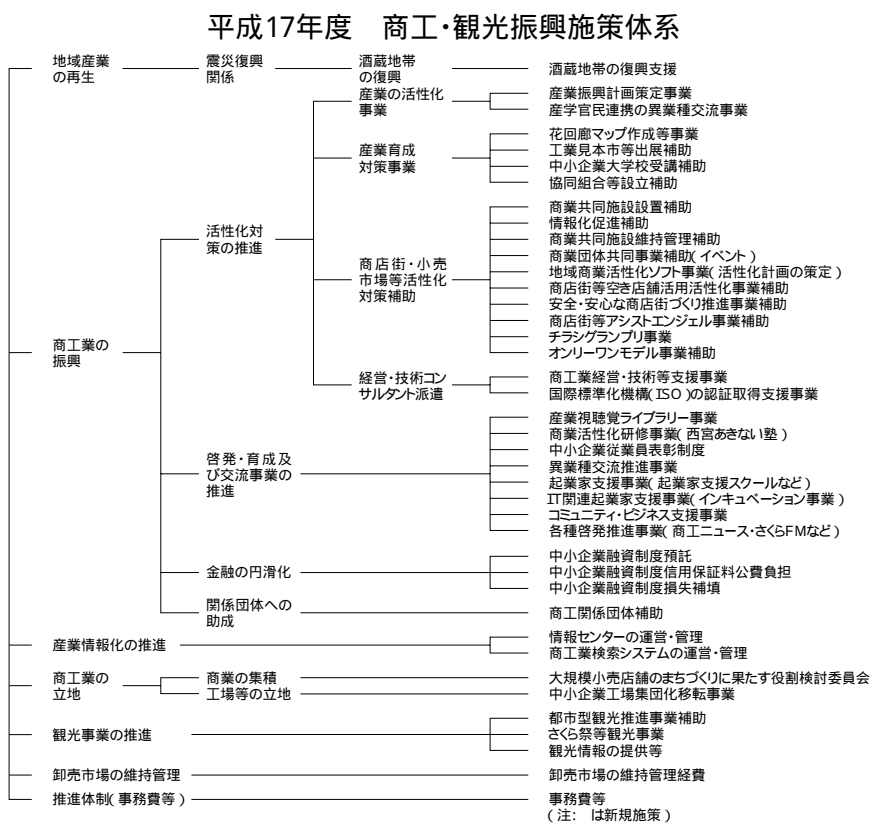 平成17年度　商工・観光振興施策体系
地域産業
の再生
震災復興
関係
酒蔵地帯
の復興
酒蔵地帯の復興支援
商工業の
振興
活性化対
策の推進
産業の活性化
事業
産業振興計画策定事業
産学官民連携の異業種交流事業
産業育成
対策事業
花回廊マップ作成等事業
工業見本市等出展補助
中小企業大学校受講補助
協同組合等設立補助
商店街・小売
市場等活性化
対策補助
商業共同施設設置補助
情報化促進補助
商業共同施設維持管理補助
商業団体共同事業補助(イベント)
地域商業活性化ソフト事業(活性化計画の策定)
商店街等空き店舗活用活性化事業補助
安全・安心な商店街づくり推進事業補助
商店街等アシストエンジェル事業補助
チラシグランプリ事業
オンリーワンモデル事業補助
経営・技術コン
サルタント派遣
商工業経営・技術等支援事業
国際標準化機構(ISO)の認証取得支援事業
啓発・育成及
び交流事業の
推進
産業視聴覚ライブラリー事業
商業活性化研修事業(西宮あきない塾)
中小企業従業員表彰制度
異業種交流推進事業
起業家支援事業(起業家支援スクールなど)
IT関連起業家支援事業(インキュベーション事業)
コミュニティ・ビジネス支援事業
各種啓発推進事業(商工ニュース・さくらFMなど)
金融の円滑化
中小企業融資制度預託
中小企業融資制度信用保証料公費負担
中小企業融資制度損失補填
関係団体への
助成
商工関係団体補助
産業情報化の推進
情報センターの運営・管理
商工業検索システムの運営・管理
商工業の
立地
商業の集積
大規模小売店舗のまちづくりに果たす役割検討委員会
工場等の立地
中小企業工場集団化移転事業
観光事業の推進
都市型観光推進事業補助
さくら祭等観光事業
観光情報の提供等
卸売市場の維持管理
卸売市場の維持管理経費
推進体制(事務費等)
事務費等
(注:　は新規施策)